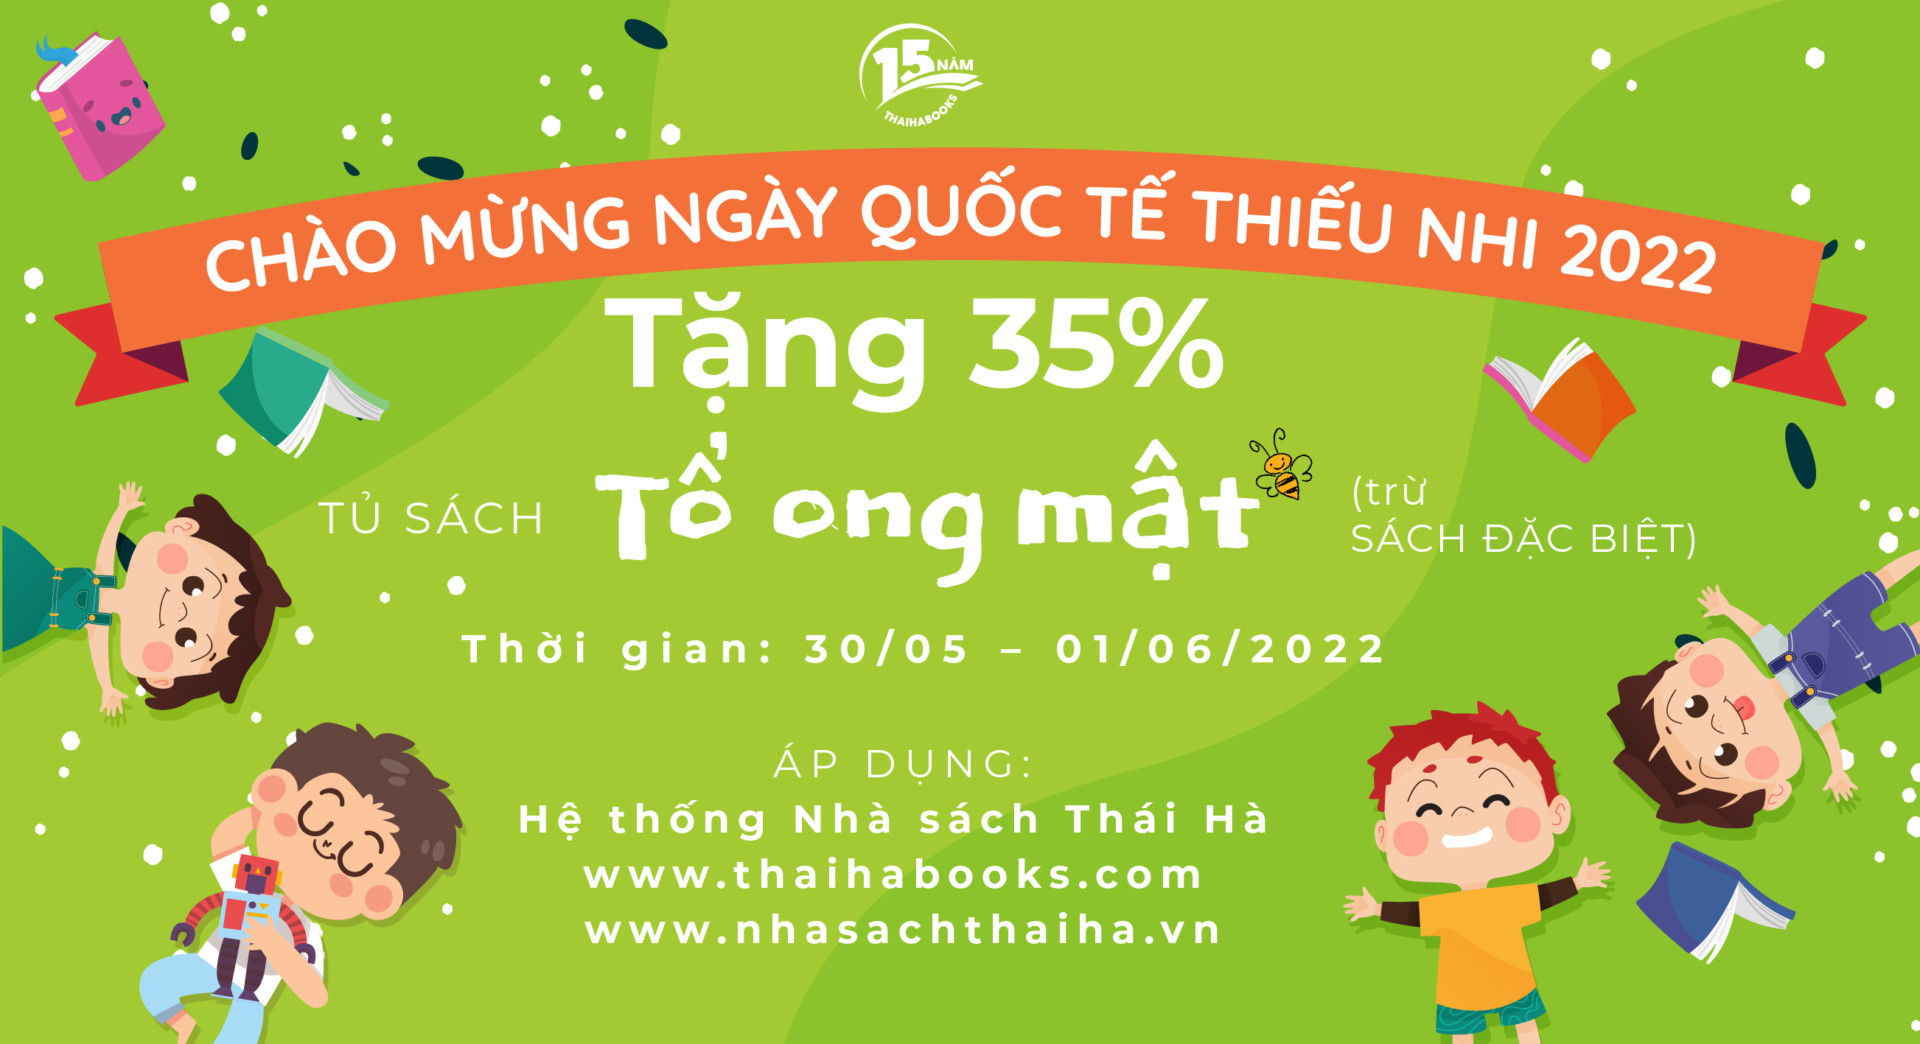 15 NĂM
THAIHABOOKS
CHÀO MỪNG NGÀY QUỐC TẾ THIẾU NHI 2022
Tặng 35%
TỦ SÁCH Tổ ong mật (trừ
SÁCH ĐẶC BIỆT)
Thời gian: 30/05 – 01/06/2022
ÁP DỤNG:
Hệ thống Nhà sách Thái Hà
www.thaihabooks.com
www.nhasachthaiha.vn